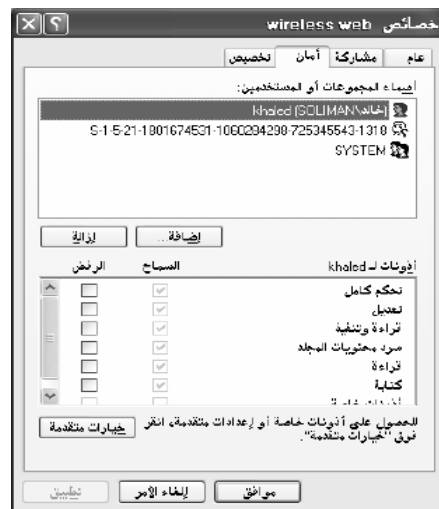 خصائص wireless web
عام
مشاركة
أمان
تخصيص
أسماء المجموعات أو المستخدمين:
khaled (SOLIMAN\خالد)
S-1-5-21-1801674531-1060284298-725345543-1318
SYSTEM
إضافة...
إزالة
أذونات لـ khaled
السماح
الرفض
تحكم كامل
تعديل
قراءة وتنفيذ
سرد محتويات المجلد
قراءة
كتابة
أذونات خاصة
للحصول على أذونات خاصة أو إعدادات متقدمة، انقر
فوق "خيارات متقدمة".
خيارات متقدمة
موافق
إلغاء الأمر
تطبيق